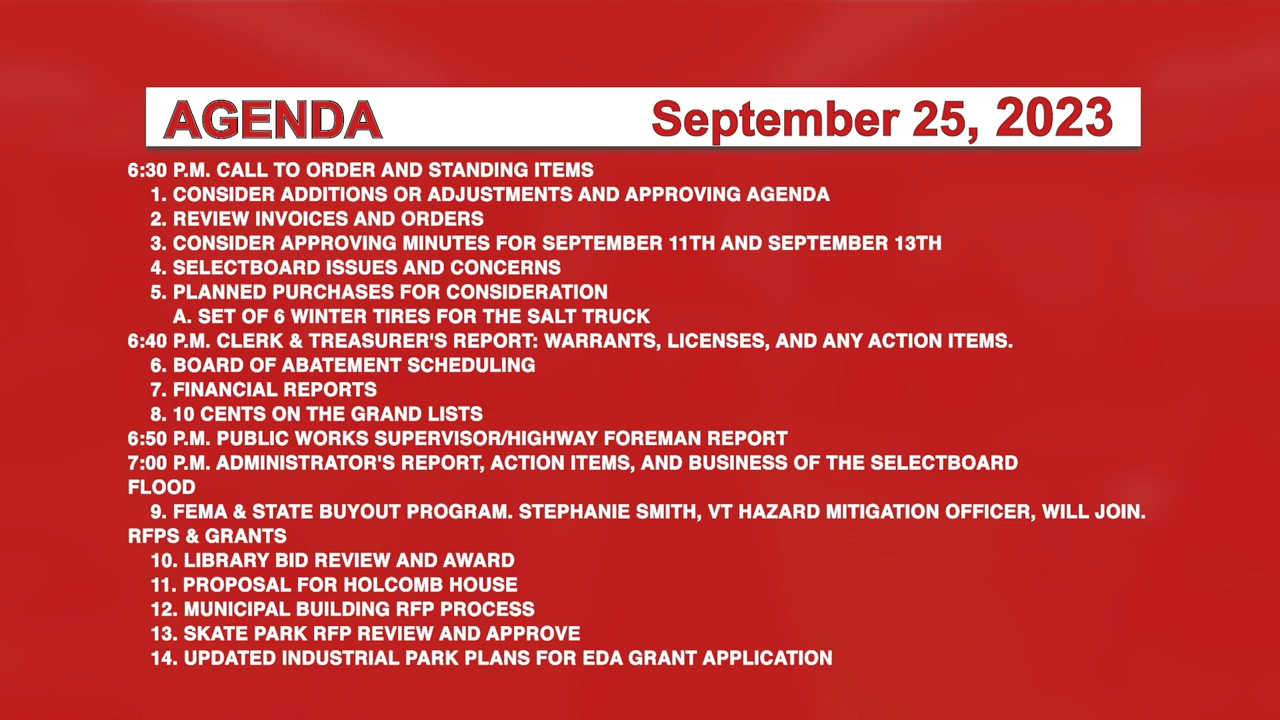 AGENDA September 25, 2023
6:30 P.M. CALL TO ORDER AND STANDING ITEMS
1. CONSIDER ADDITIONS OR ADJUSTMENTS AND APPROVING AGENDA
2. REVIEW INVOICES AND ORDERS
3. CONSIDER APPROVING MINUTES FOR SEPTEMBER 11TH AND SEPTEMBER 13TH
4. SELECTBOARD ISSUES AND CONCERNS
5. PLANNED PURCHASES FOR CONSIDERATION
A. SET OF 6 WINTER TIRES FOR THE SALT TRUCK
6:40 P.M. CLERK & TREASURER'S REPORT: WARRANTS, LICENSES, AND ANY ACTION ITEMS.
6. BOARD OF ABATEMENT SCHEDULING
7. FINANCIAL REPORTS
8. 10 CENTS ON THE GRAND LISTS
6:50 P.M. PUBLIC WORKS SUPERVISOR/HIGHWAY FOREMAN REPORT
7:00 P.M. ADMINISTRATOR'S REPORT, ACTION ITEMS, AND BUSINESS OF THE SELECTBOARD
FLOOD
9. FEMA & STATE BUYOUT PROGRAM. STEPHANIE SMITH, VT HAZARD MITIGATION OFFICER, WILL JOIN.
RFPS & GRANTS
10. LIBRARY BID REVIEW AND AWARD
11. PROPOSAL FOR HOLCOMB HOUSE
12. MUNICIPAL BUILDING RFP PROCESS
13. SKATE PARK RFP REVIEW AND APPROVE
14. UPDATED INDUSTRIAL PARK PLANS FOR EDA GRANT APPLICATION